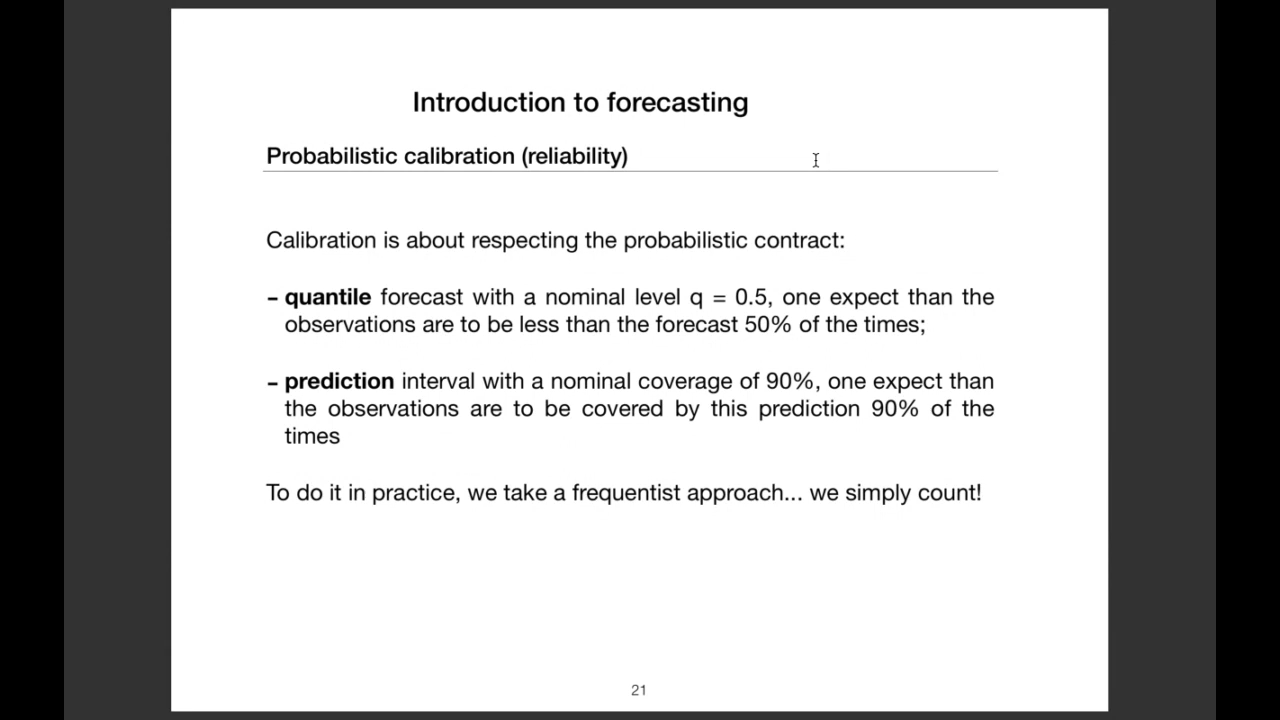 Introduction to forecasting
Probabilistic calibration (reliability)
Calibration is about respecting the probabilistic contract:
- quantile forecast with a nominal level q = 0.5, one expect than the
observations are to be less than the forecast 50% of the times;
- prediction interval with a nominal coverage of 90%, one expect than
the observations are to be covered by this prediction 90% of the
times
To do it in practice, we take a frequentist approach... we simply count!
21